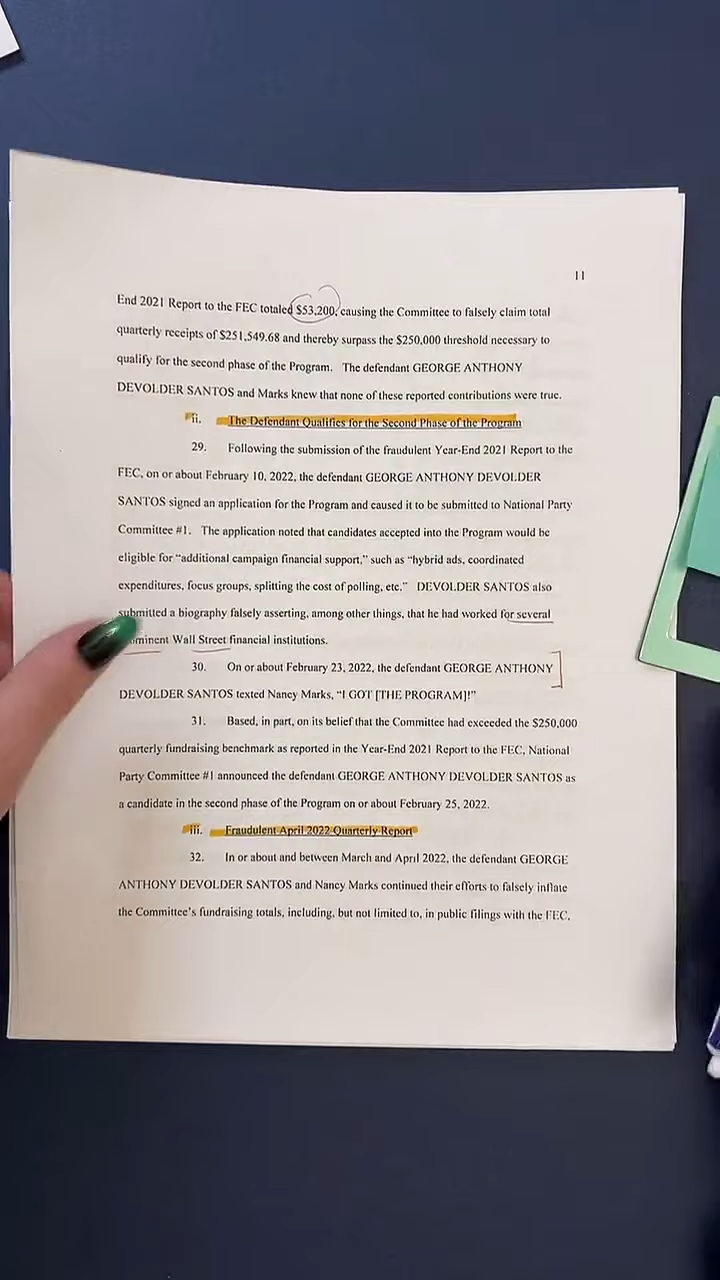 11
End 2021 Report to the FEC totaled $53,200, causing the Committee to falsely claim total
quarterly receipts of $251,549.68 and thereby surpass the $250,000 threshold necessary to
qualify for the second phase of the Program. The defendant GEORGE ANTHONY
DEVOLDER SANTOS and Marks knew that none of these reported contributions were true.
ii. The Defendant Qualifies for the Second Phase of the Program
29. Following the submission of the fraudulent Year-End 2021 Report to the
FEC, on or about February 10, 2022, the defendant GEORGE ANTHONY DEVOLDER
SANTOS signed an application for the Program and caused it to be submitted to National Party
Committee #1. The application noted that candidates accepted into the Program would be
eligible for “additional campaign financial support,” such as “hybrid ads, coordinated
expenditures, focus groups, splitting the cost of polling, etc.” DEVOLDER SANTOS also
submitted a biography falsely asserting, among other things, that he had worked for several
Wall Street financial institutions.
30. On or about February 23, 2022, the defendant GEORGE ANTHONY
DEVOLDER SANTOS texted Nancy Marks, “I GOT [THE PROGRAM]!”
31. Based, in part, on its belief that the Committee had exceeded the $250,000
quarterly fundraising benchmark as reported in the Year-End 2021 Report to the FEC, National
Party Committee #1 announced the defendant GEORGE ANTHONY DEVOLDER SANTOS as
a candidate in the second phase of the Program on or about February 25, 2022.
iii. Fraudulent April 2022 Quarterly Report
32. In or about and between March and April 2022, the defendant GEORGE
ANTHONY DEVOLDER SANTOS and Nancy Marks continued their efforts to falsely inflate
the Committee’s fundraising totals, including, but not limited to, in public filings with the FEC,